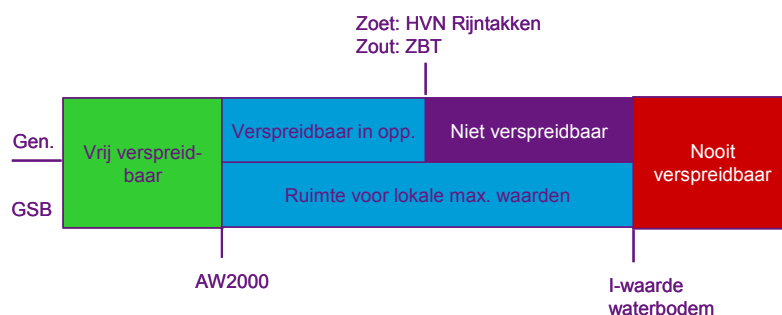 Zoet: HVN Rijntakken
Zout: ZBT
Gen.
GSB
Vrij verspreid-
baar
Verspreidbaar in opp.
Niet verspreidbaar
Ruimte voor lokale max. waarden
Nooit
verspreidbaar
AW2000
I-waarde
waterbodem